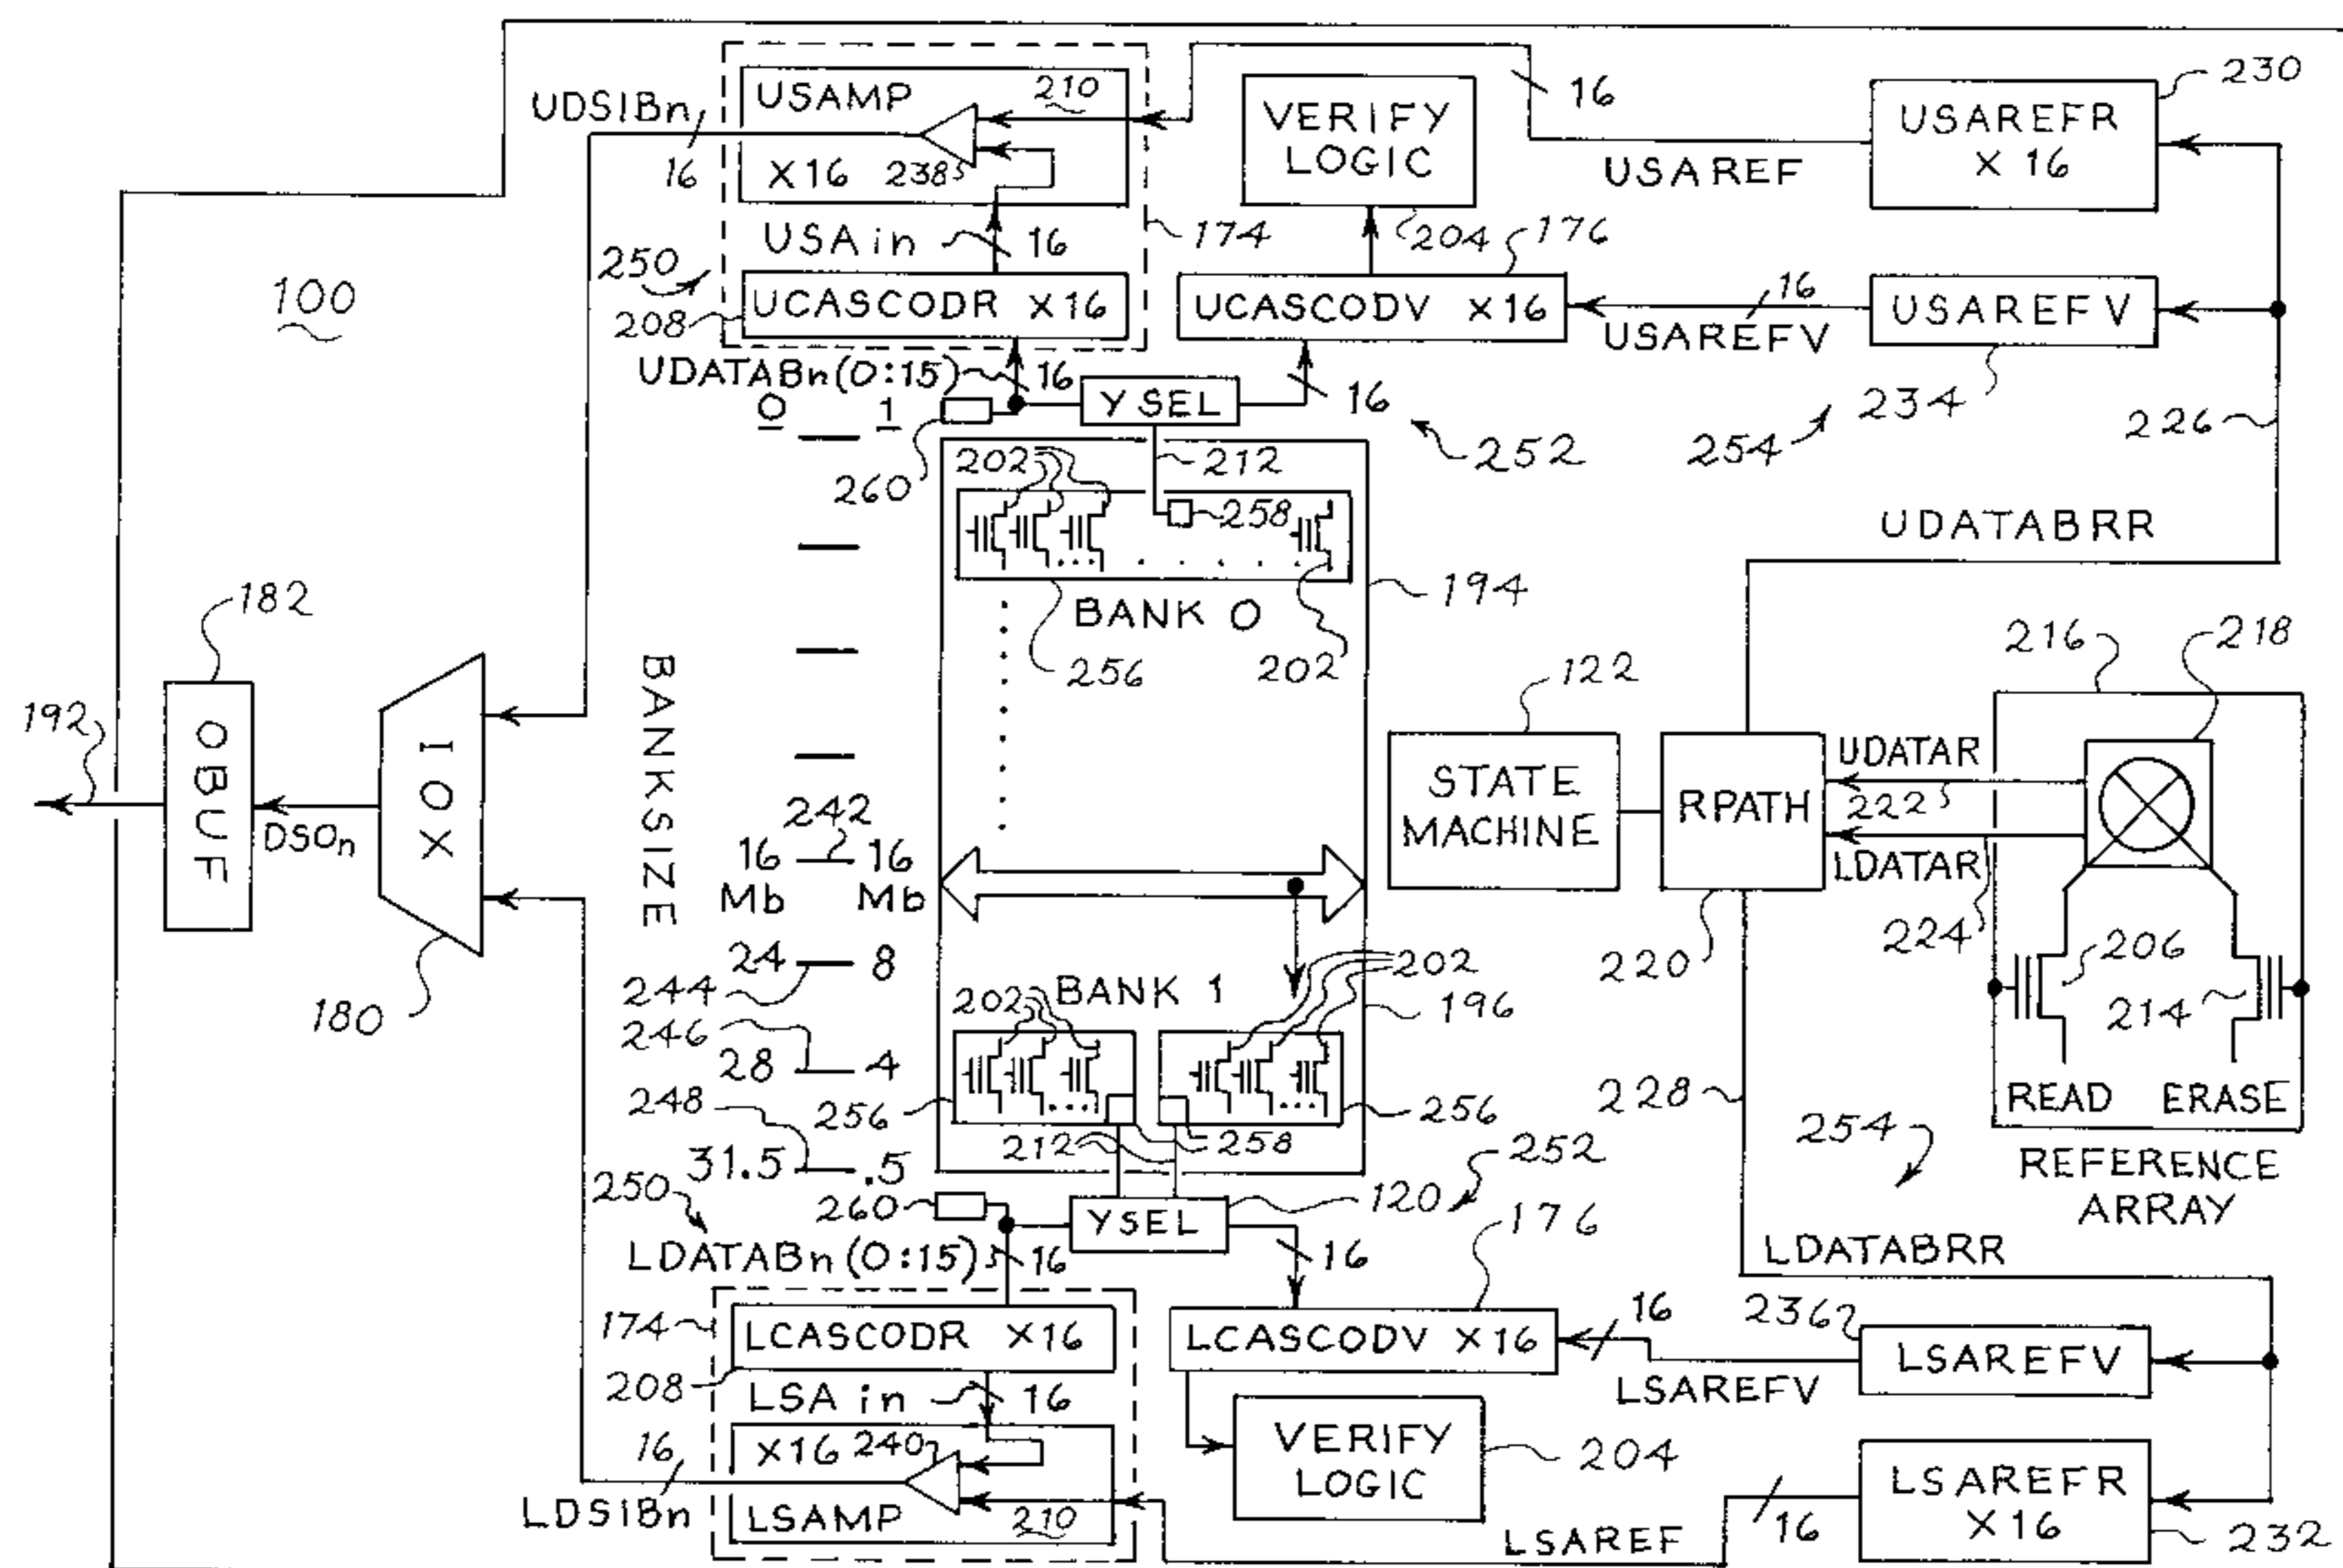 100
UDSIBn
16
USAMP
210
X16
238
USAin
16
174
250
UCASCODR X16
208
UDATABn(0:15)
16
0
1
260
YSEL
16
VERIFY
LOGIC
204
176
UCASCODV X16
16
USAREF
USAREFR
X 16
230
16
USAREFV
USAREFV
234
254
226
252
212
UDATABRR
202
258
BANK 0
256
202
194
182
192
OBUF
DSOn
IOX
180
BANKSIZE
242
16
16
Mb
Mb
24
8
244
246
28
4
248
31.5
.5
122
STATE
MACHINE
RPATH
220
UDATAR
222
LDATAR
224
216
218
206
214
READ
ERASE
REFERENCE
ARRAY
BANK 1
202
202
196
256
256
212
258
228
254
250
260
YSEL
120
252
176
LDATABn(0:15)
16
16
LDATABRR
174
LCASCODR X16
208
LSA in
16
LCASCODV X16
16
LSAREFV
236
LSAREFV
X16
240
16
LDSIBn
LSAMP
210
VERIFY
LOGIC
204
LSAREF
16
LSAREFR
X16
232